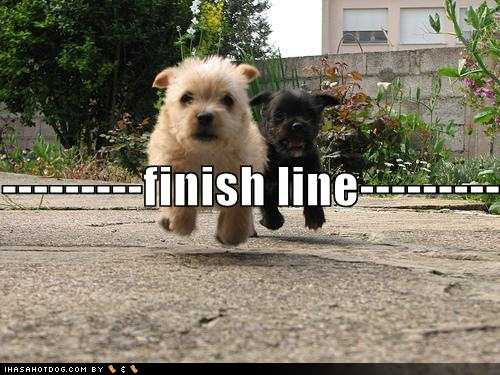 ----------finish line----------
IHASAHOTDOG.COM BY &